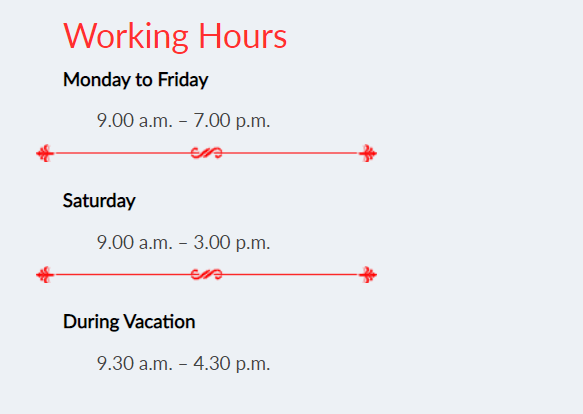 Working Hours
Monday to Friday
9.00 a.m. – 7.00 p.m.
Saturday
9.00 a.m. – 3.00 p.m.
During Vacation
9.30 a.m. – 4.30 p.m.